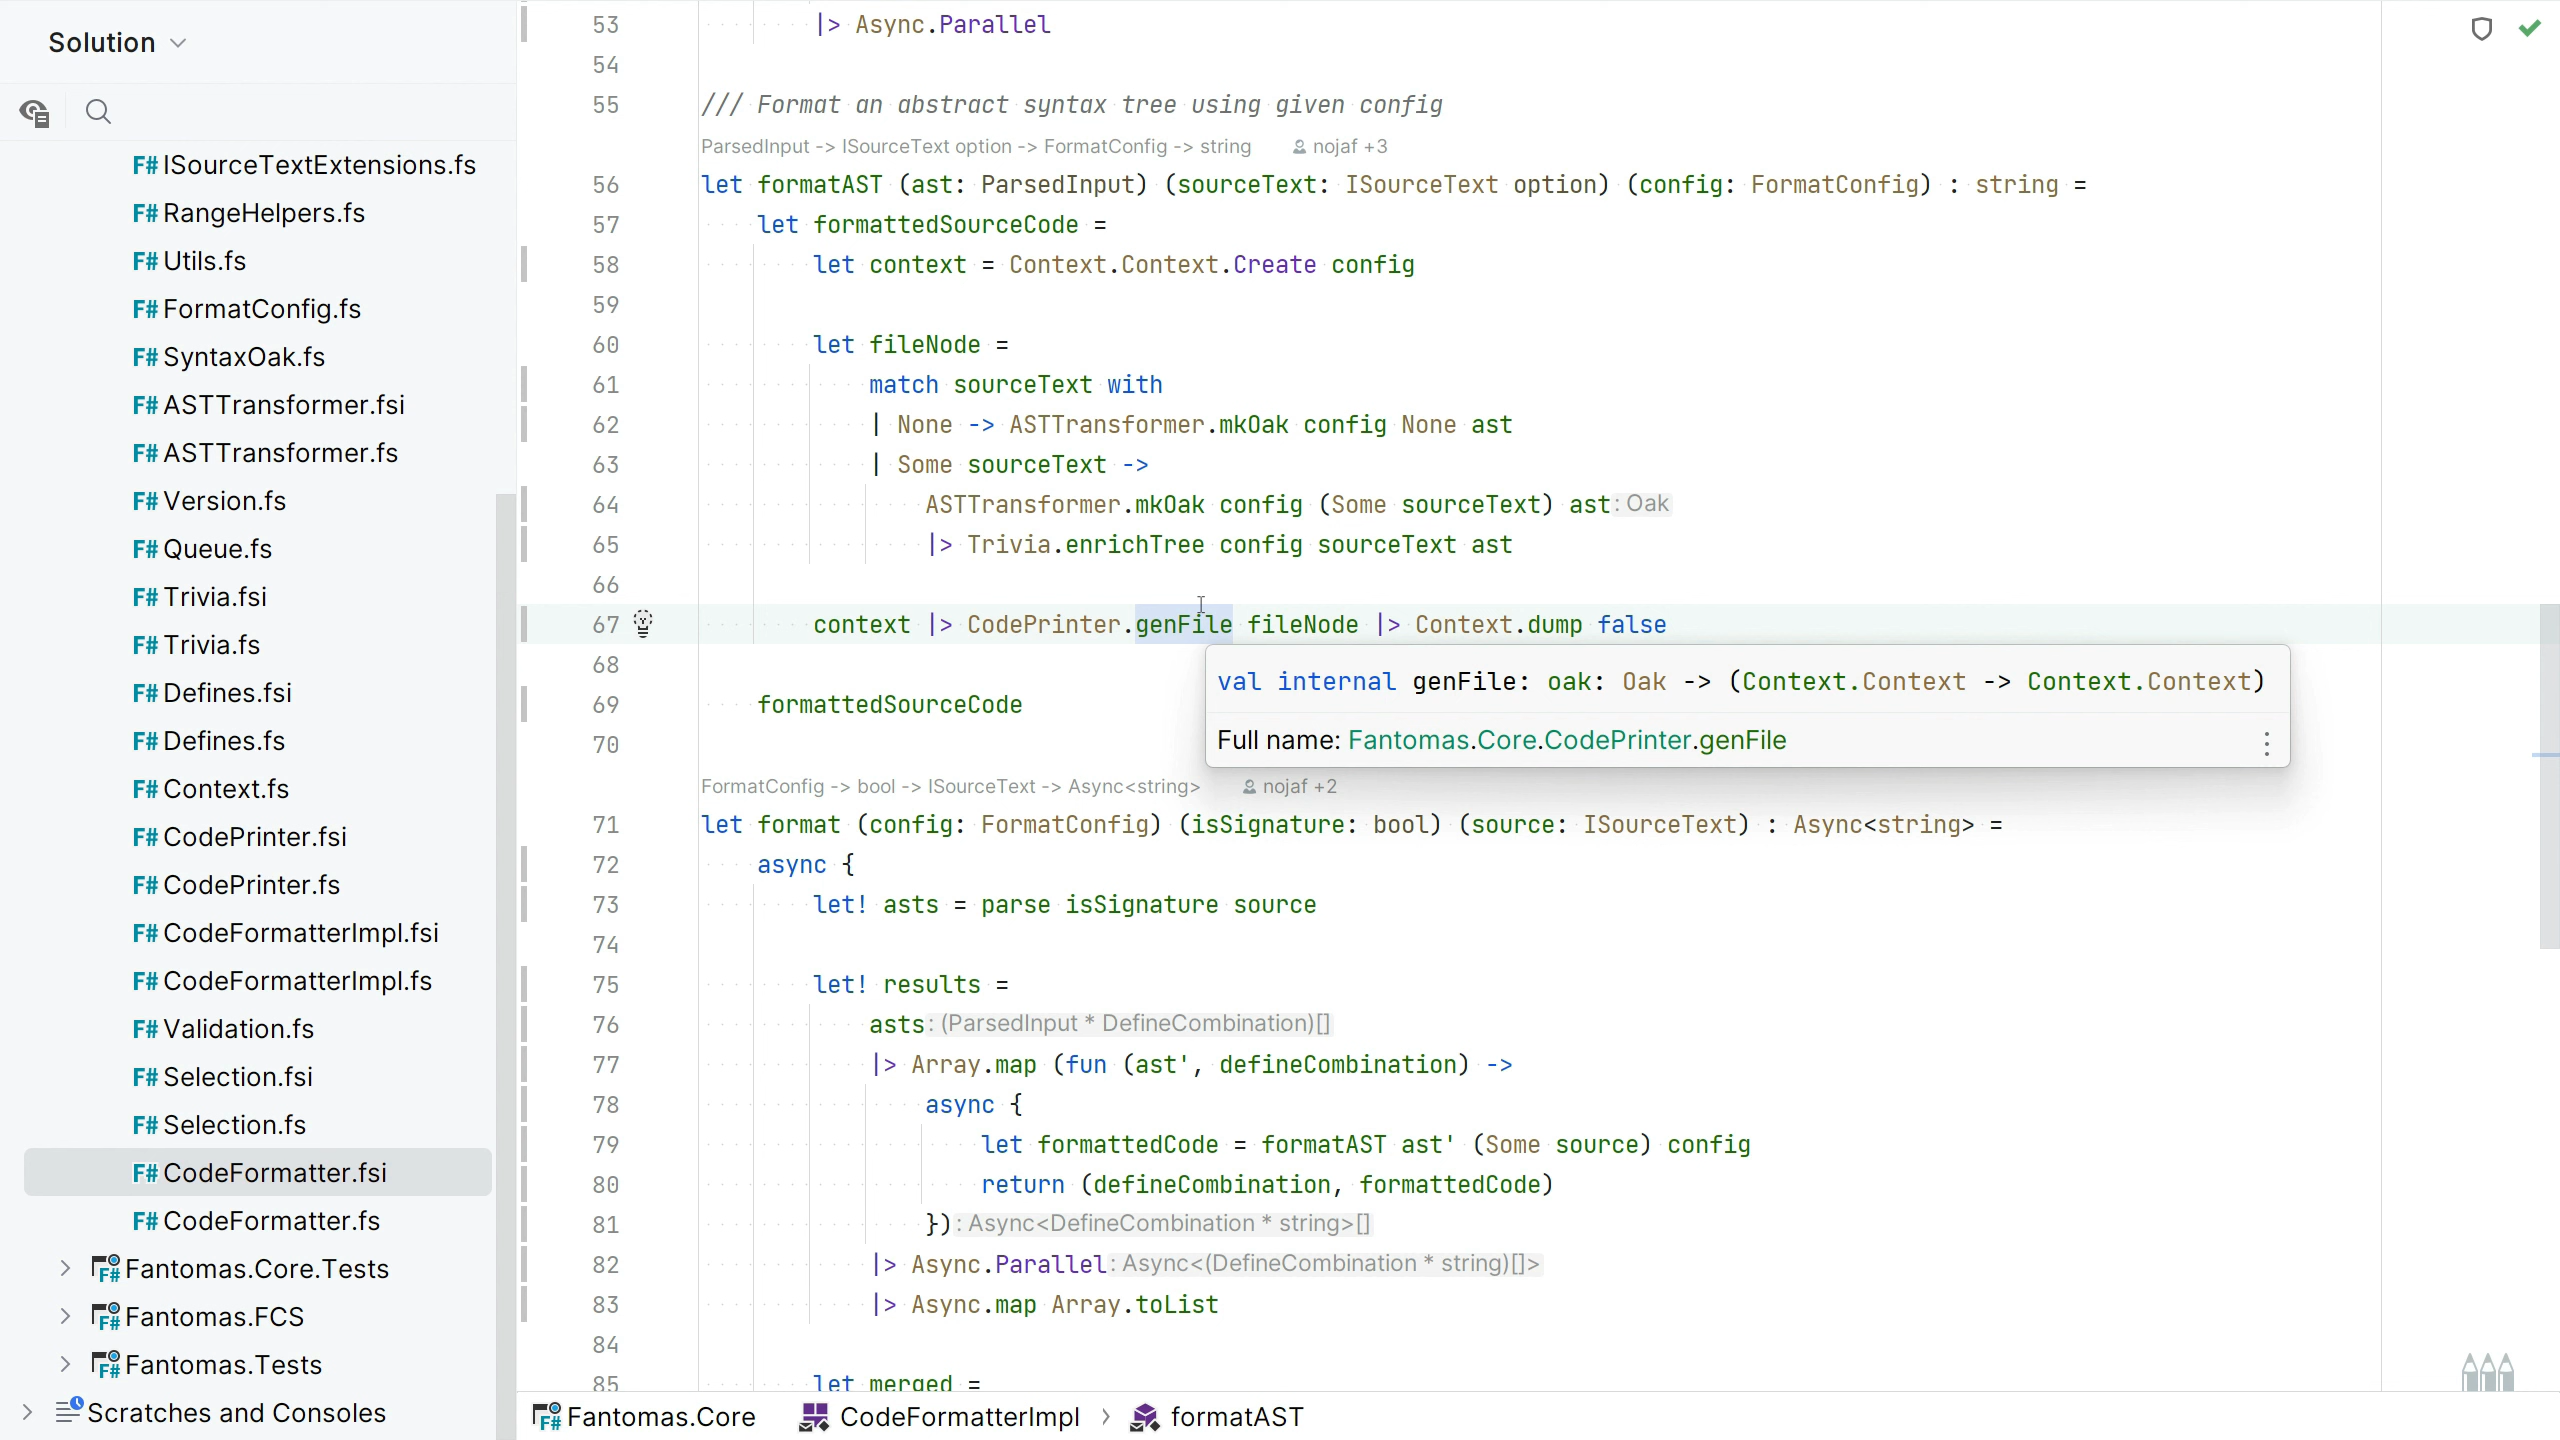 Solution
F# ISourceTextExtensions.fs
F# RangeHelpers.fs
F# Utils.fs
F# FormatConfig.fs
F# SyntaxOak.fs
F# ASTTransformer.fsi
F# ASTTransformer.fs
F# Version.fs
F# Queue.fs
F# Trivia.fsi
F# Trivia.fs
F# Defines.fsi
F# Defines.fs
F# Context.fs
F# CodePrinter.fsi
F# CodePrinter.fs
F# CodeFormatterImpl.fsi
F# CodeFormatterImpl.fs
F# Validation.fs
F# Selection.fsi
F# Selection.fs
F# CodeFormatter.fsi
F# CodeFormatter.fs
F# Fantomas.Core.Tests
F# Fantomas.FCS
F# Fantomas.Tests
Scratches and Consoles
53 |> Async.Parallel
54
55 /// Format an abstract syntax tree using given config
ParsedInput -> ISourceText option -> FormatConfig -> string nojaf +3
56 let formatAST (ast: ParsedInput) (sourceText: ISourceText option) (config: FormatConfig) : string =
57 let formattedSourceCode =
58 let context = Context.Context.Create config
59
60 let fileNode =
61 match sourceText with
62 | None -> ASTTransformer.mkOak config None ast
63 | Some sourceText ->
64 ASTTransformer.mkOak config (Some sourceText) ast : Oak
65 |> Trivia.enrichTree config sourceText ast
66
67 context |> CodePrinter.genFile fileNode |> Context.dump false
68
val internal genFile: oak: Oak -> (Context.Context -> Context.Context)
69 formattedSourceCode
70
Full name: Fantomas.Core.CodePrinter.genFile
FormatConfig -> bool -> ISourceText -> Async<string> nojaf +2
71 let format (config: FormatConfig) (isSignature: bool) (source: ISourceText) : Async<string> =
72 async {
73 let! asts = parse isSignature source
74
75 let! results =
76 asts : (ParsedInput * DefineCombination)[]
77 |> Array.map (fun (ast', defineCombination) ->
78 async {
79 let formattedCode = formatAST ast' (Some source) config
80 return (defineCombination, formattedCode)
81 }) : Async<DefineCombination * string>[]
82 |> Async.Parallel : Async<(DefineCombination * string)[]>
83 |> Async.map Array.toList
84
85 let merged =
F# Fantomas.Core CodeFormatterImpl formatAST